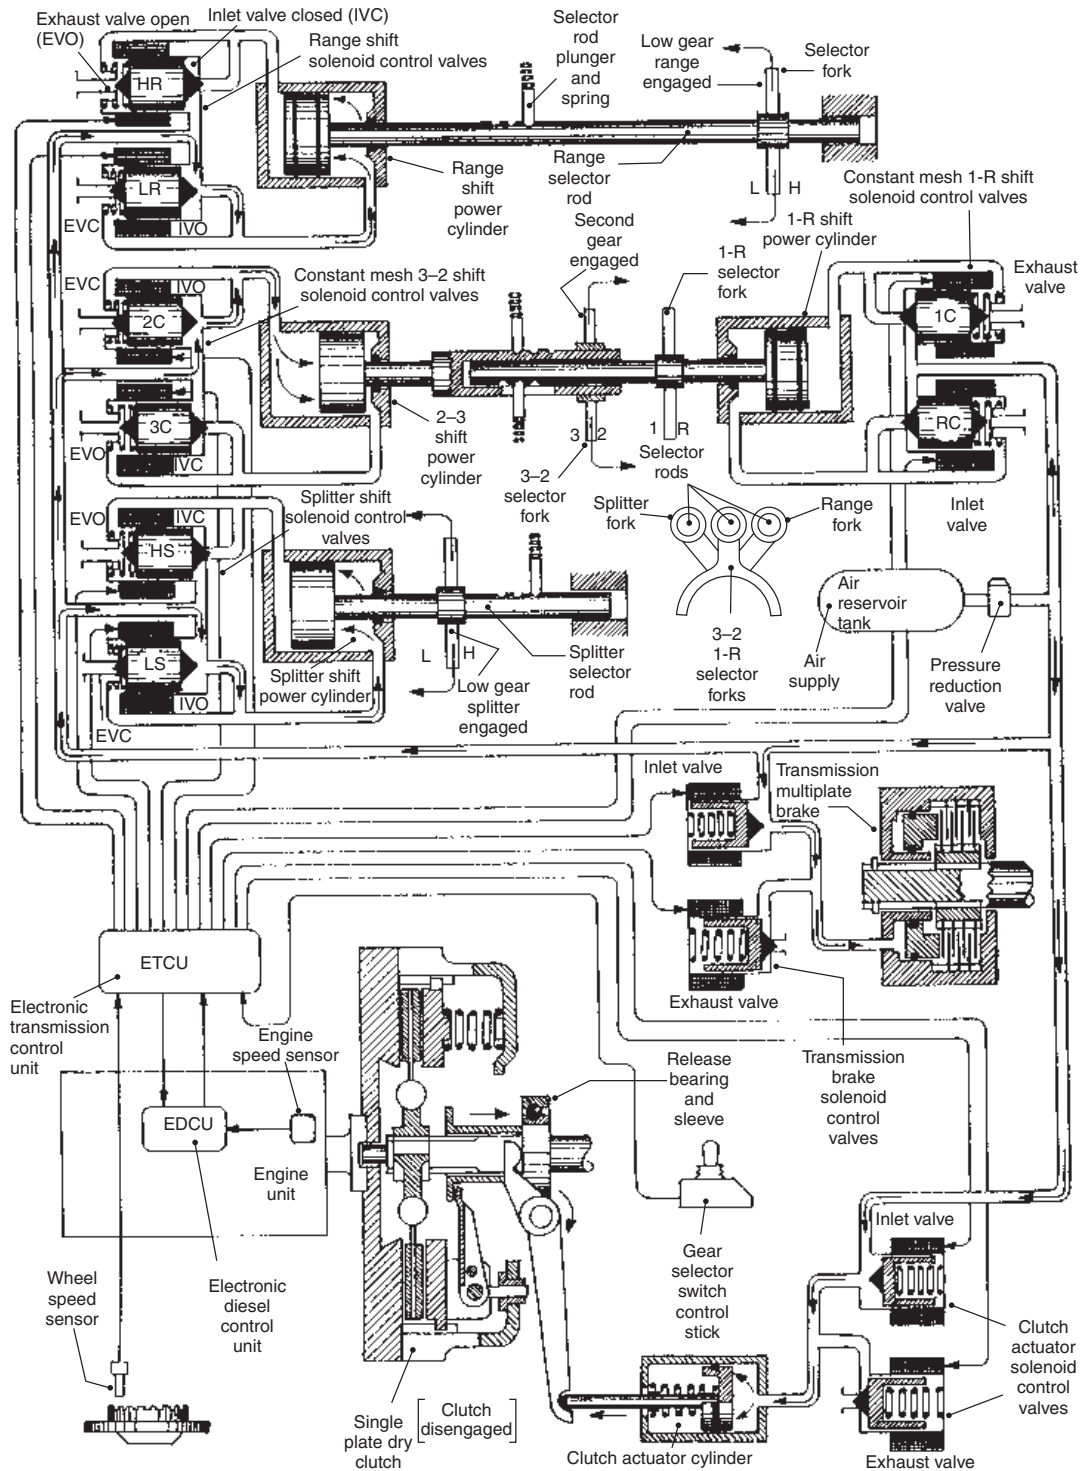 Exhaust valve open
(EVO)
Inlet valve closed (IVC)
Range shift
solenoid control valves
Selector
rod
plunger
and
spring
Low gear
range
engaged
Selector
fork
HR
LR
EVC
IVO
Range
shift
power
cylinder
Range
selector
rod
L
H
Constant mesh 1-R shift
solenoid control valves
Second
gear
engaged
1-R shift
power cylinder
1-R
selector
fork
Exhaust
valve
EVC
IVO
Constant mesh 3–2 shift
solenoid control valves
2C
1C
3C
RC
EVO
IVC
2–3
shift
power
cylinder
3
2
1
R
Selector
rods
3–2
selector
fork
Inlet
valve
Splitter
fork
Range
fork
EVO
IVC
Splitter shift
solenoid control
valves
HS
Air
reservoir
tank
3–2
1-R
selector
forks
Air
supply
Pressure
reduction
valve
LS
IVO
EVC
Splitter shift
power cylinder
L
H
Low gear
splitter
engaged
Splitter
selector
rod
Inlet valve
Transmission
multiplate
brake
Exhaust valve
Transmission
brake
solenoid
control
valves
ETCU
Electronic
transmission
control
unit
Engine
speed sensor
Release
bearing
and
sleeve
EDCU
Engine
unit
Gear
selector
switch
control
stick
Inlet valve
Wheel
speed
sensor
Electronic
diesel
control
unit
Clutch
actuator
solenoid
control
valves
Single
plate dry
clutch
Clutch
disengaged
Clutch actuator cylinder
Exhaust valve